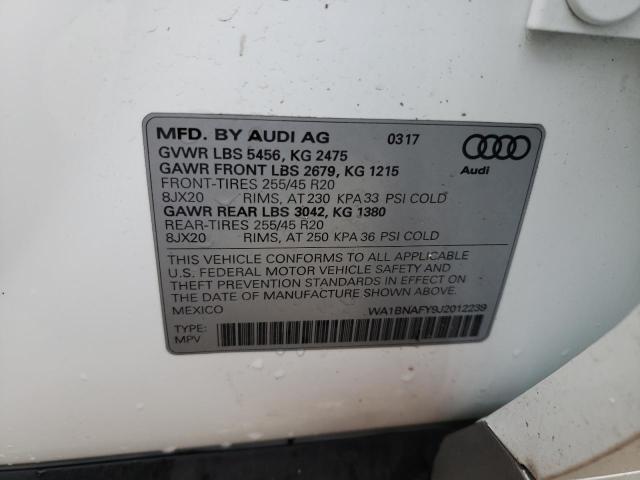 MFD. BY AUDI AG 0317
GVWR LBS 5456, KG 2475
GAWR FRONT LBS 2679, KG 1215
FRONT-TIRES 255/45 R20
8JX20 RIMS, AT 230 KPA 33 PSI COLD
GAWR REAR LBS 3042, KG 1380
REAR-TIRES 255/45 R20
8JX20 RIMS, AT 250 KPA 36 PSI COLD
Audi
THIS VEHICLE CONFORMS TO ALL APPLICABLE
U.S. FEDERAL MOTOR VEHICLE SAFETY AND
THEFT PREVENTION STANDARDS IN EFFECT ON
THE DATE OF MANUFACTURE SHOWN ABOVE.
MEXICO
WA1BNAFY9J2012239
TYPE:
MPV